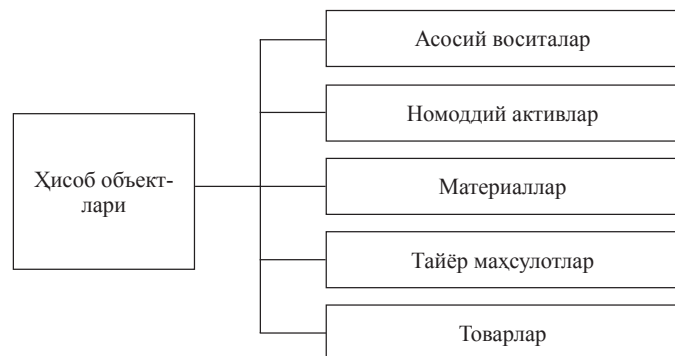 Асосий воситалар
Номоддий активлар
Ҳисоб объект-
лари
Материаллар
Тайёр маҳсулотлар
Товарлар